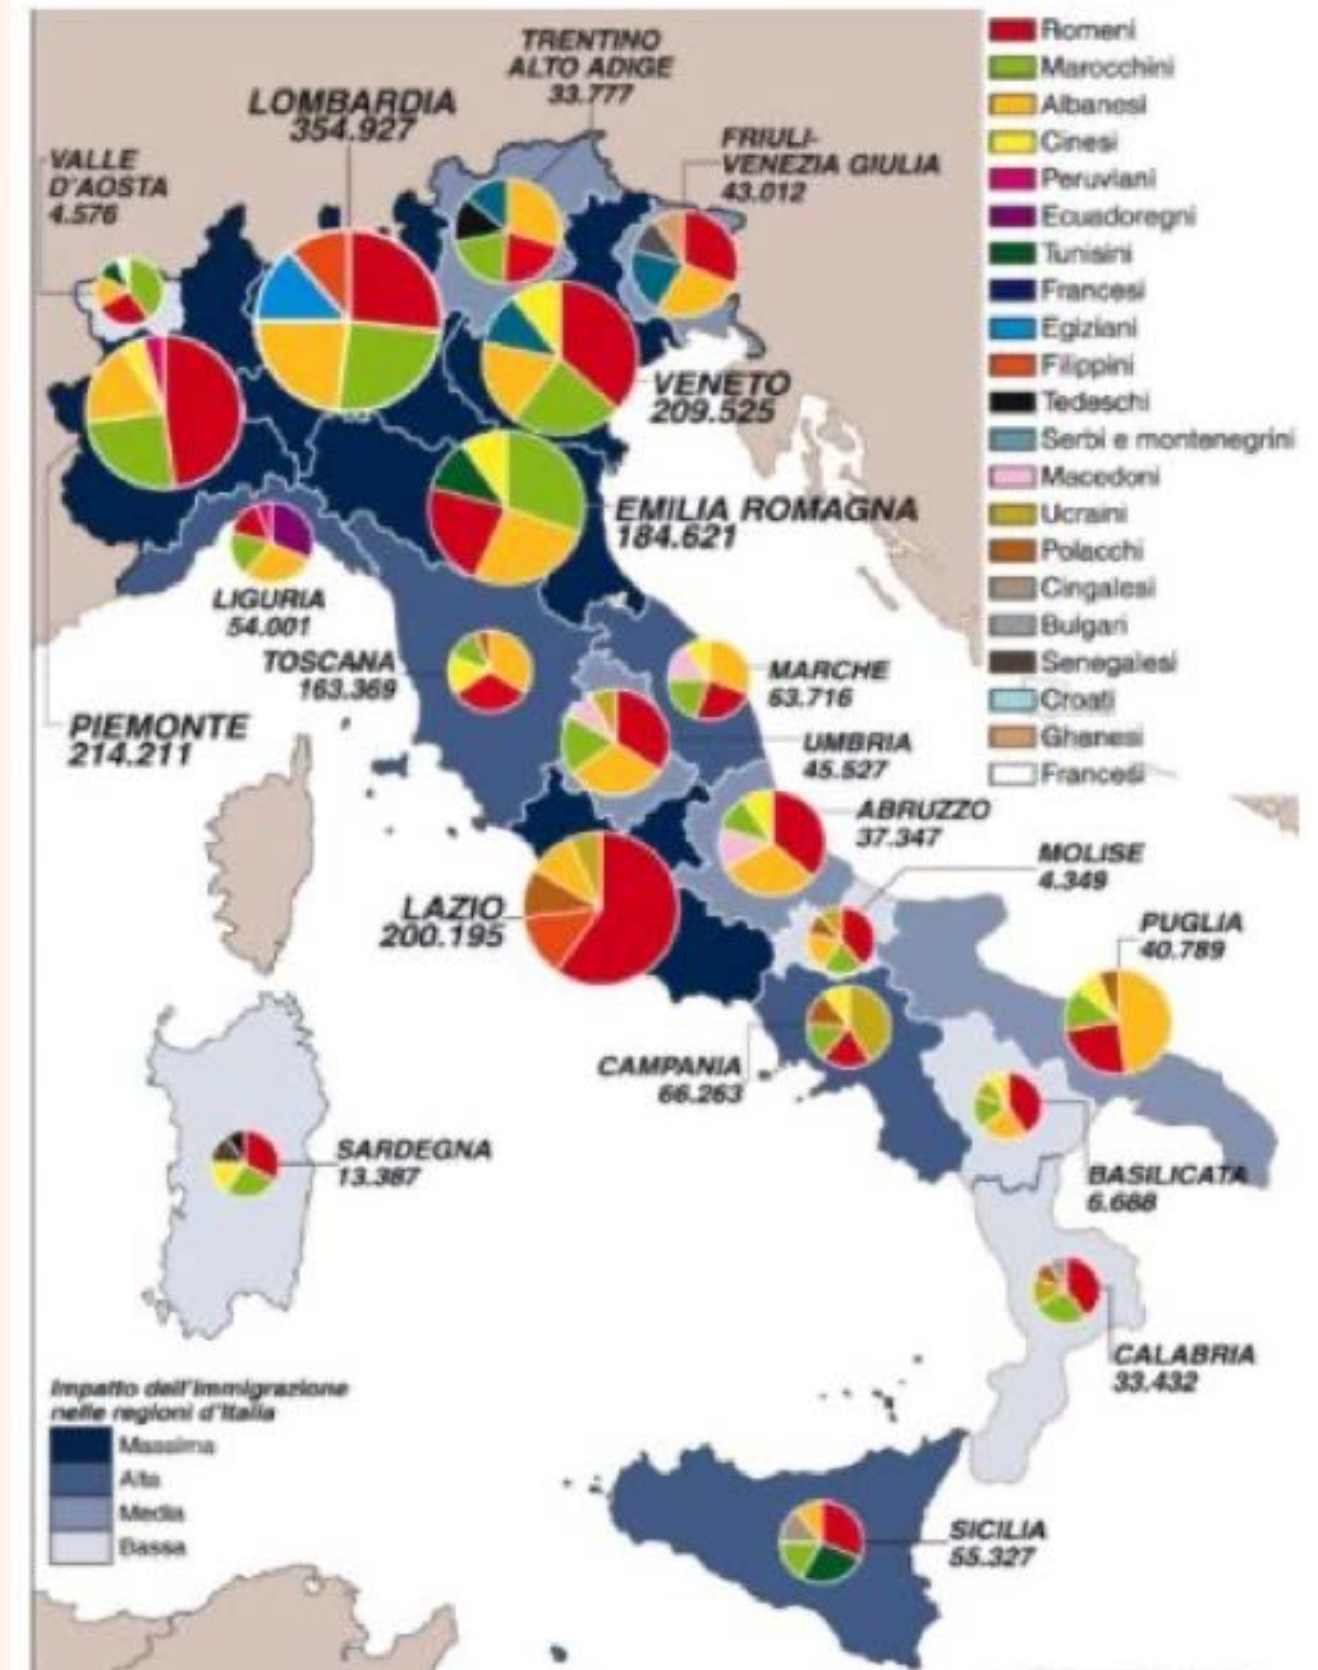 TRENTINO
ALTO ADIGE
33.777
LOMBARDIA
354.927
FRIULI-
VENEZIA GIULIA
43.012
VALLE
D'AOSTA
4.576
VENETO
209.525
EMILIA ROMAGNA
184.621
LIGURIA
54.001
TOSCANA
163.369
MARCHE
63.716
PIEMONTE
214.211
UMBRIA
45.527
ABRUZZO
37.347
MOLISE
4.349
LAZIO
200.195
PUGLIA
40.789
CAMPANIA
66.263
SARDEGNA
13.387
BASILICATA
6.688
CALABRIA
33.432
SICILIA
55.327
Romeni
Marocchini
Albanesi
Cinesi
Peruviani
Ecuadoregni
Tunisini
Francesi
Egiziani
Filippini
Tedeschi
Serbi e montenegrini
Macedoni
Ucraini
Polacchi
Cingalesi
Bulgari
Senegalesi
Croati
Ghanesi
Francesi
Impatto dell'immigrazione
nelle regioni d'Italia
Massima
Alta
Media
Bassa